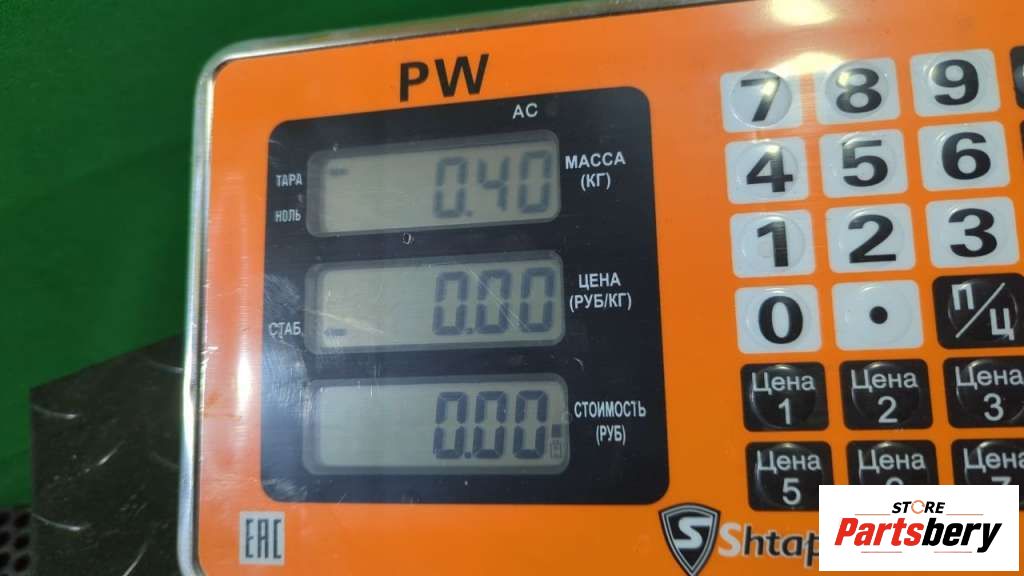 PW
AC
ТАРА
НОЛЬ
0.40
МАССА
(КГ)
СТАБ.
0.00
ЦЕНА
(РУБ/КГ)
0.00
СТОИМОСТЬ
(РУБ)
7 8 9
4 5 6
1 2 3
0 . П/Ц
Цена 1
Цена 2
Цена 3
Цена 5
Цена
Цена
EAC
Shtap
STORE
Partsbery